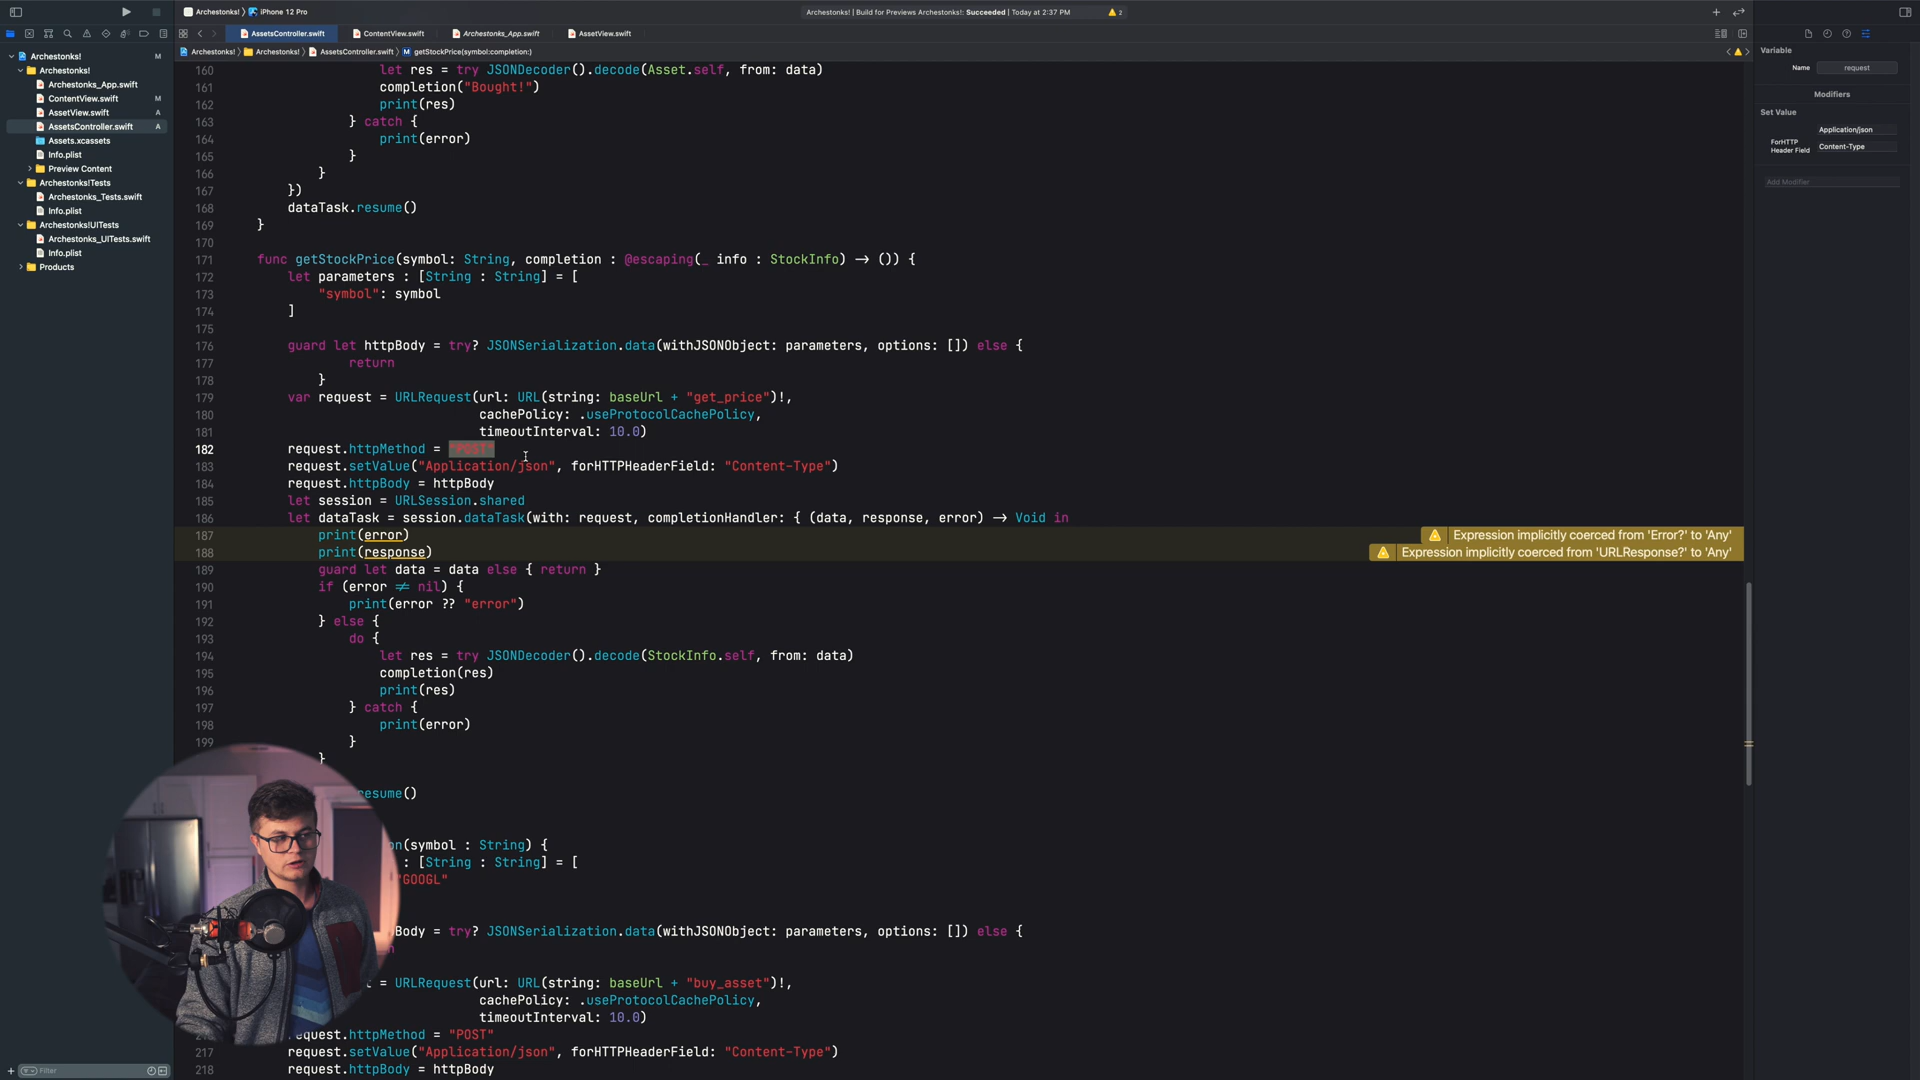 Archestonks! 〉 iPhone 12 Pro
Archestonks! | Build for Previews Archestonks!: Succeeded | Today at 2:37 PM
2
AssetsController.swift
ContentView.swift
Archestonks_App.swift
AssetView.swift
Archestonks! 〉 Archestonks! 〉 AssetsController.swift 〉 M getStockPrice(symbol:completion:)
Archestonks! M
Archestonks!
Archestonks_App.swift
ContentView.swift M
AssetView.swift A
AssetsController.swift A
Assets.xcassets
Info.plist
Preview Content
Archestonks!Tests
Archestonks_Tests.swift
Info.plist
Archestonks!UITests
Archestonks_UITests.swift
Info.plist
Products
Filter
160 let res = try JSONDecoder().decode(Asset.self, from: data)
161 completion("Bought!")
162 print(res)
163 } catch {
164 print(error)
165 }
166 }
167 })
168 dataTask.resume()
169 }
170
171 func getStockPrice(symbol: String, completion : @escaping(_ info : StockInfo) -> ()) {
172 let parameters : [String : String] = [
173 "symbol": symbol
174 ]
175
176 guard let httpBody = try? JSONSerialization.data(withJSONObject: parameters, options: []) else {
177 return
178 }
179 var request = URLRequest(url: URL(string: baseUrl + "get_price")!,
180 cachePolicy: .useProtocolCachePolicy,
181 timeoutInterval: 10.0)
182 request.httpMethod = "POST"
183 request.setValue("Application/json", forHTTPHeaderField: "Content-Type")
184 request.httpBody = httpBody
185 let session = URLSession.shared
186 let dataTask = session.dataTask(with: request, completionHandler: { (data, response, error) -> Void in
187 print(error) Expression implicitly coerced from 'Error?' to 'Any'
188 print(response) Expression implicitly coerced from 'URLResponse?' to 'Any'
189 guard let data = data else { return }
190 if (error != nil) {
191 print(error ?? "error")
192 } else {
193 do {
194 let res = try JSONDecoder().decode(StockInfo.self, from: data)
195 completion(res)
196 print(res)
197 } catch {
198 print(error)
199 }
}
esume()
on(symbol : String) {
: [String : String] = [
"GOOGL"
Body = try? JSONSerialization.data(withJSONObject: parameters, options: []) else {
n
t = URLRequest(url: URL(string: baseUrl + "buy_asset")!,
cachePolicy: .useProtocolCachePolicy,
timeoutInterval: 10.0)
equest.httpMethod = "POST"
217 request.setValue("Application/json", forHTTPHeaderField: "Content-Type")
218 request.httpBody = httpBody
Variable
Name request
Modifiers
Set Value
Application/json
ForHTTP Header Field Content-Type
Add Modifier